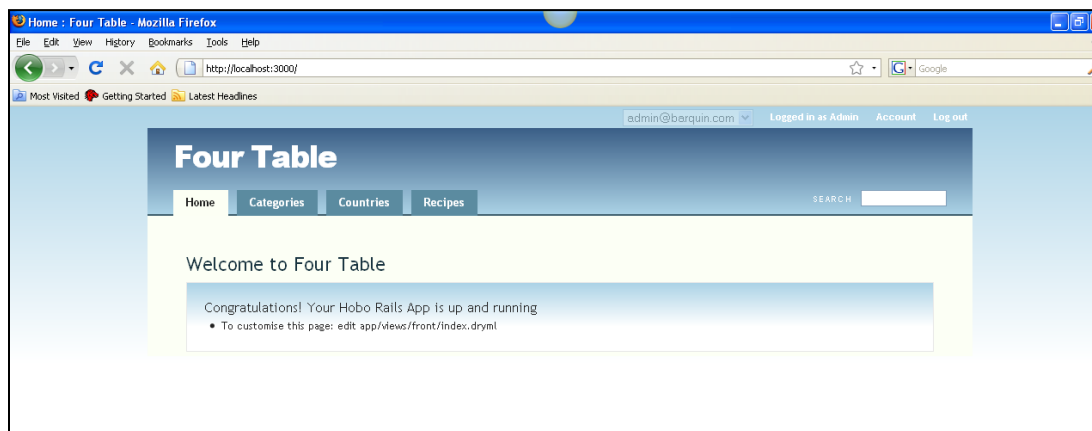 Home : Four Table - Mozilla Firefox
File Edit View History Bookmarks Tools Help
http://localhost:3000/ Google
Most Visited Getting Started Latest Headlines
admin@barquin.com Logged in as Admin Account Log out
Four Table
Home Categories Countries Recipes SEARCH
Welcome to Four Table
Congratulations! Your Hobo Rails App is up and running
• To customise this page: edit app/views/front/index.dryml